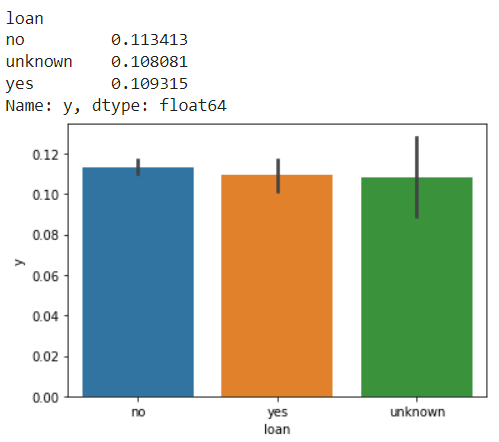 loan
no 0.113413
unknown 0.108081
yes 0.109315
Name: y, dtype: float64
0.12
0.10
0.08
0.06
0.04
0.02
0.00
y
no yes unknown
loan